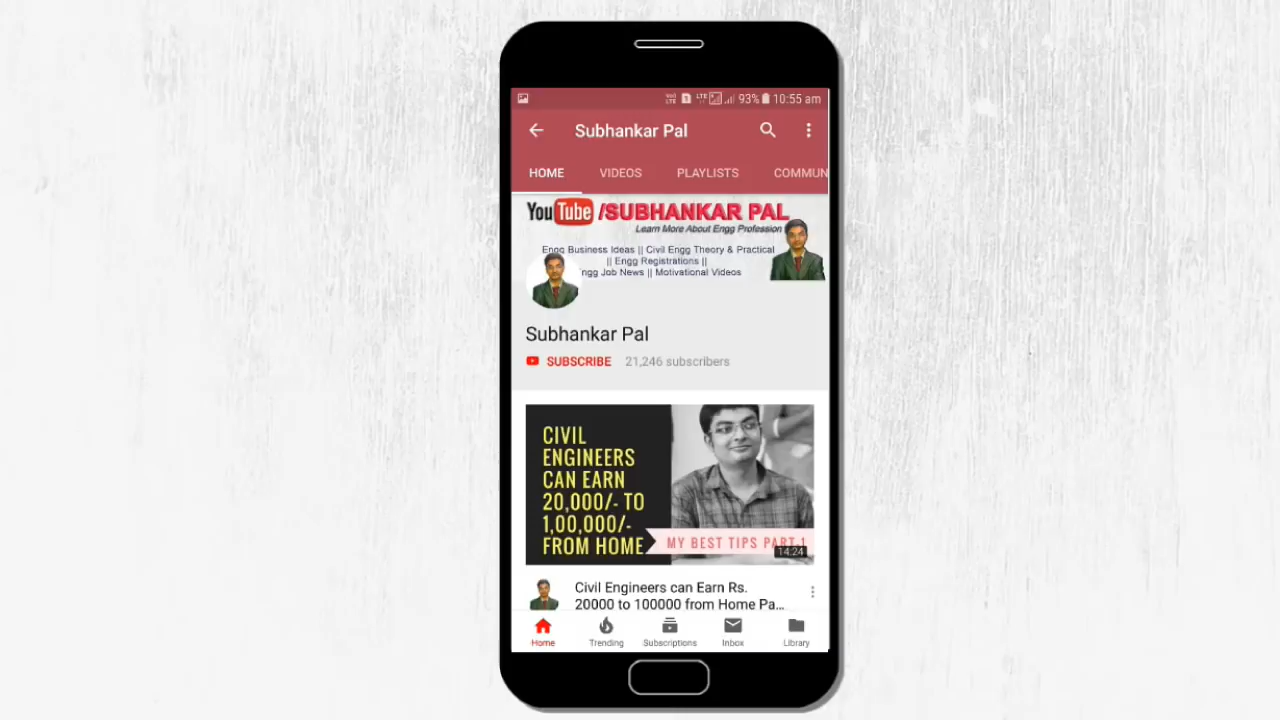 93% 10:55 am
Subhankar Pal
HOME VIDEOS PLAYLISTS COMMUN
YouTube /SUBHANKAR PAL
Learn More About Engg Profession
Engg Business Ideas || Civil Engg Theory & Practical
|| Engg Registrations ||
ngg Job News || Motivational Videos
Subhankar Pal
SUBSCRIBE 21,246 subscribers
CIVIL
ENGINEERS
CAN EARN
20,000/- TO
1,00,000/-
FROM HOME
MY BEST TIPS PART 1
14:24
Civil Engineers can Earn Rs.
20000 to 100000 from Home Pa...
Home Trending Subscriptions Inbox Library